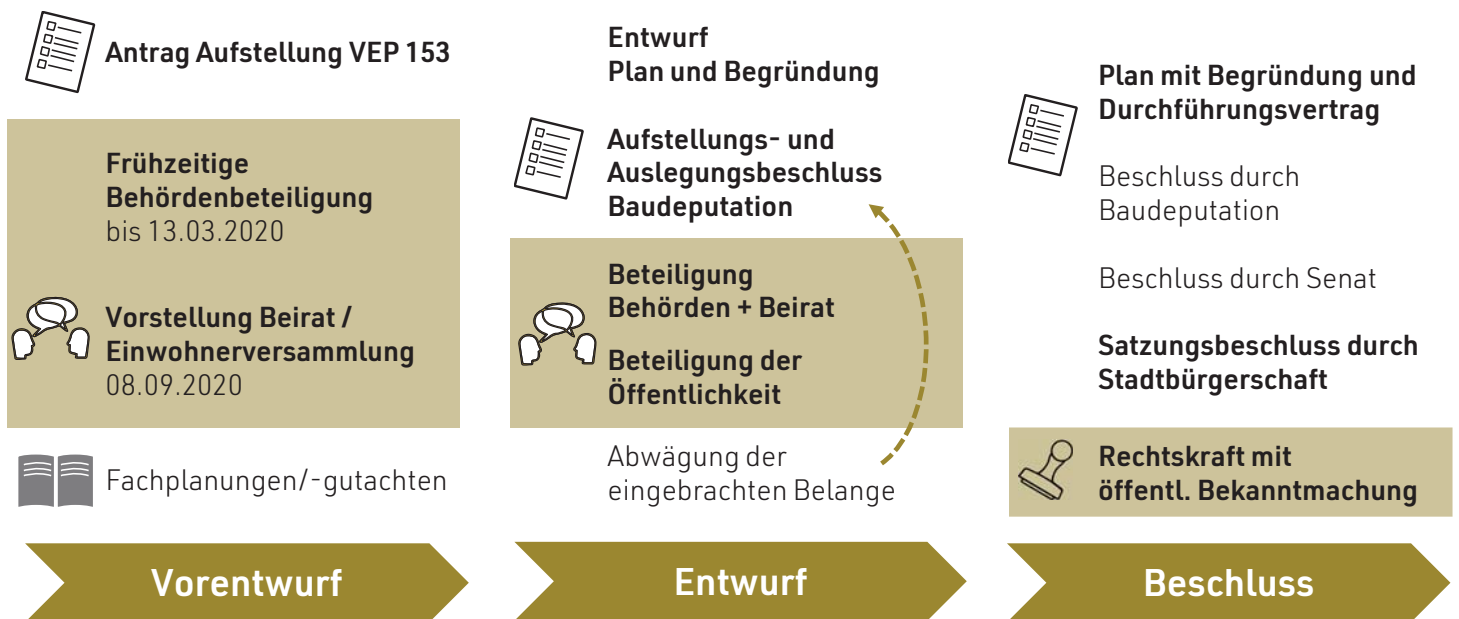 Antrag Aufstellung VEP 153
Frühzeitige
Behördenbeteiligung
bis 13.03.2020
Vorstellung Beirat /
Einwohnerversammlung
08.09.2020
Fachplanungen/-gutachten
Vorentwurf
Entwurf
Plan und Begründung
Aufstellungs- und
Auslegungsbeschluss
Baudeputation
Beteiligung
Behörden + Beirat
Beteiligung der
Öffentlichkeit
Abwägung der
eingebrachten Belange
Entwurf
Plan mit Begründung und
Durchführungsvertrag
Beschluss durch
Baudeputation
Beschluss durch Senat
Satzungsbeschluss durch
Stadtbürgerschaft
Rechtskraft mit
öffentl. Bekanntmachung
Beschluss